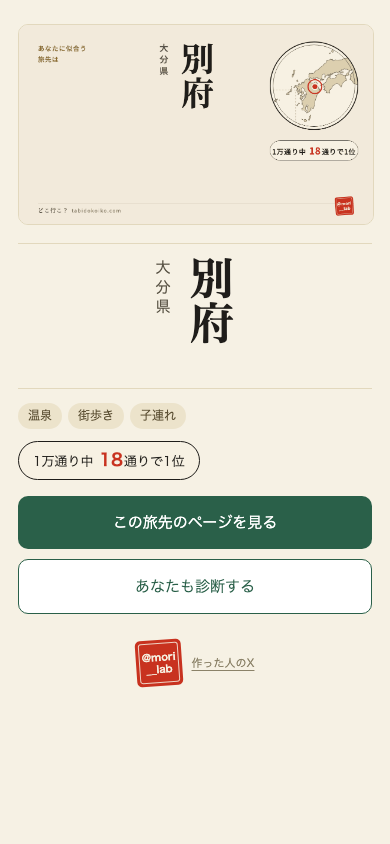 あなたに似合う
旅先は
大分県
別府
1万通り中 18通りで1位
どこ行こ？ tabidokoiko.com
@mori
__lab
大分県
別府
温泉 街歩き 子連れ
1万通り中 18通りで1位
この旅先のページを見る
あなたも診断する
@mori
__lab
作った人のX